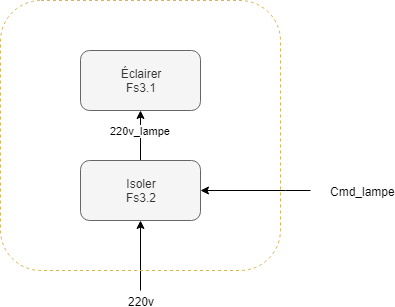 Éclairer
Fs3.1
220v_lampe
Isoler
Fs3.2
Cmd_lampe
220v